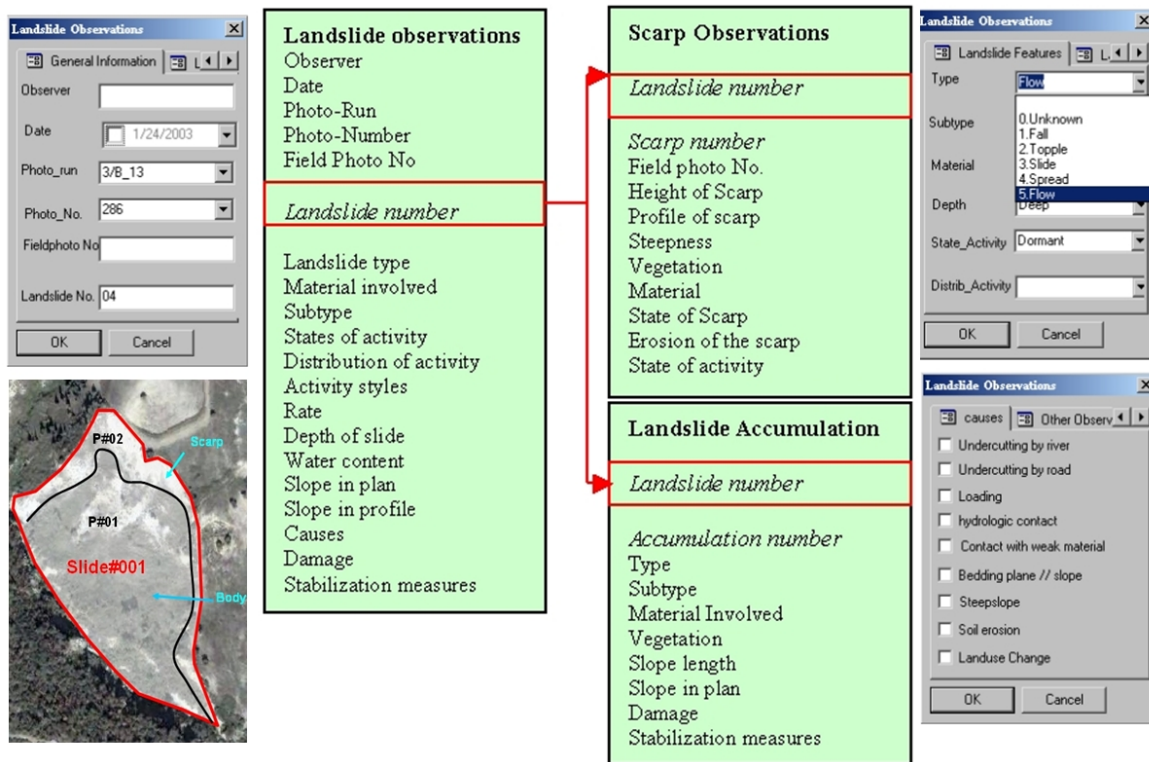 Landslide Observations
General Information
L
Observer
Date
1/24/2003
Photo_run
3/B_13
Photo_No.
286
Fieldphoto No
Landslide No.
04
OK
Cancel
P#02
Scarp
P#01
Slide#001
Body
Landslide observations
Observer
Date
Photo-Run
Photo-Number
Field Photo No
Landslide number
Landslide type
Material involved
Subtype
States of activity
Distribution of activity
Activity styles
Rate
Depth of slide
Water content
Slope in plan
Slope in profile
Causes
Damage
Stabilization measures
Scarp Observations
Landslide number
Scarp number
Field photo No.
Height of Scarp
Profile of scarp
Steepness
Vegetation
Material
State of Scarp
Erosion of the scarp
State of activity
Landslide Accumulation
Landslide number
Accumulation number
Type
Subtype
Material Involved
Vegetation
Slope length
Slope in plan
Damage
Stabilization measures
Landslide Observations
Landslide Features
L
Type
Flow
Subtype
0.Unknown
1.Fall
2.Topple
Material
3.Slide
4.Spread
5.Flow
Depth
Deep
State_Activity
Dormant
Distrib_Activity
OK
Cancel
Landslide Observations
causes
Other Observ
Undercutting by river
Undercutting by road
Loading
hydrologic contact
Contact with weak material
Bedding plane // slope
Steepslope
Soil erosion
Landuse Change
OK
Cancel